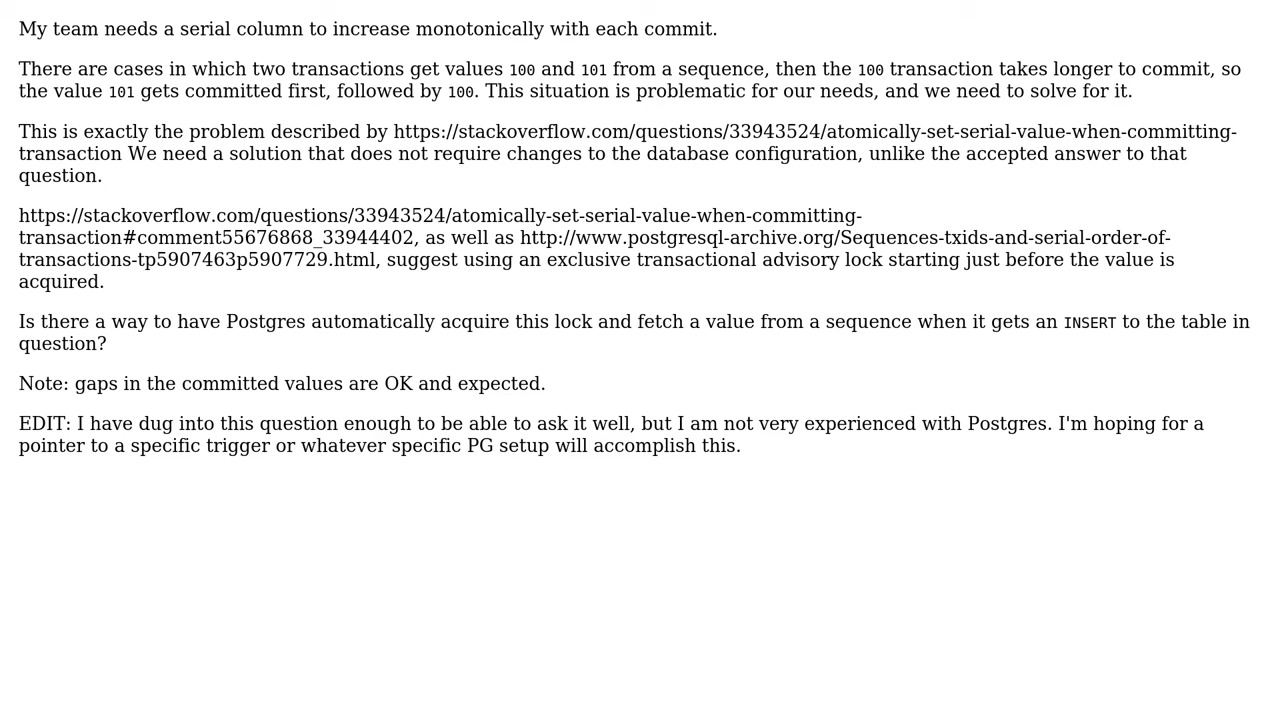 My team needs a serial column to increase monotonically with each commit.
There are cases in which two transactions get values 100 and 101 from a sequence, then the 100 transaction takes longer to commit, so
the value 101 gets committed first, followed by 100. This situation is problematic for our needs, and we need to solve for it.
This is exactly the problem described by https://stackoverflow.com/questions/33943524/atomically-set-serial-value-when-committing-
transaction We need a solution that does not require changes to the database configuration, unlike the accepted answer to that
question.
https://stackoverflow.com/questions/33943524/atomically-set-serial-value-when-committing-
transaction#comment55676868_33944402, as well as http://www.postgresql-archive.org/Sequences-txids-and-serial-order-of-
transactions-tp5907463p5907729.html, suggest using an exclusive transactional advisory lock starting just before the value is
acquired.
Is there a way to have Postgres automatically acquire this lock and fetch a value from a sequence when it gets an INSERT to the table in
question?
Note: gaps in the committed values are OK and expected.
EDIT: I have dug into this question enough to be able to ask it well, but I am not very experienced with Postgres. I'm hoping for a
pointer to a specific trigger or whatever specific PG setup will accomplish this.